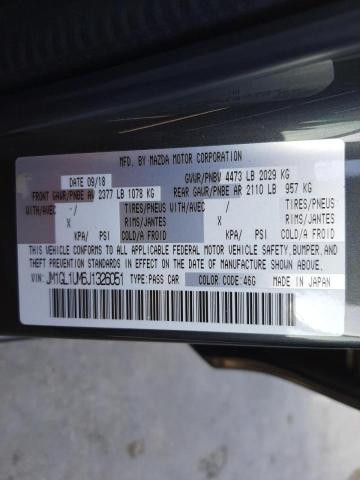 MFD. BY MAZDA MOTOR CORPORATION
DATE 09/18 GVWR/PNBV 4473 LB 2029 KG
FRONT GAWR/PNBE AV 2377 LB 1078 KG REAR GAWR/PNBE AR 2110 LB 957 KG
WITH/AVEC / TIRES/PNEUS WITH/AVEC / TIRES/PNEUS
X RIMS/JANTES X RIMS/JANTES
KPA/ PSI COLD/A FROID KPA/ PSI COLD/A FROID
THIS VEHICLE CONFORMS TO ALL APPLICABLE FEDERAL MOTOR VEHICLE SAFETY, BUMPER, AND
THEFT PREVENTION STANDARDS IN EFFECT ON THE DATE OF MANUFACTURE SHOWN ABOVE.
VIN: JM1GL1UM6J1326051 TYPE: PASS CAR COLOR CODE: 46G MADE IN JAPAN